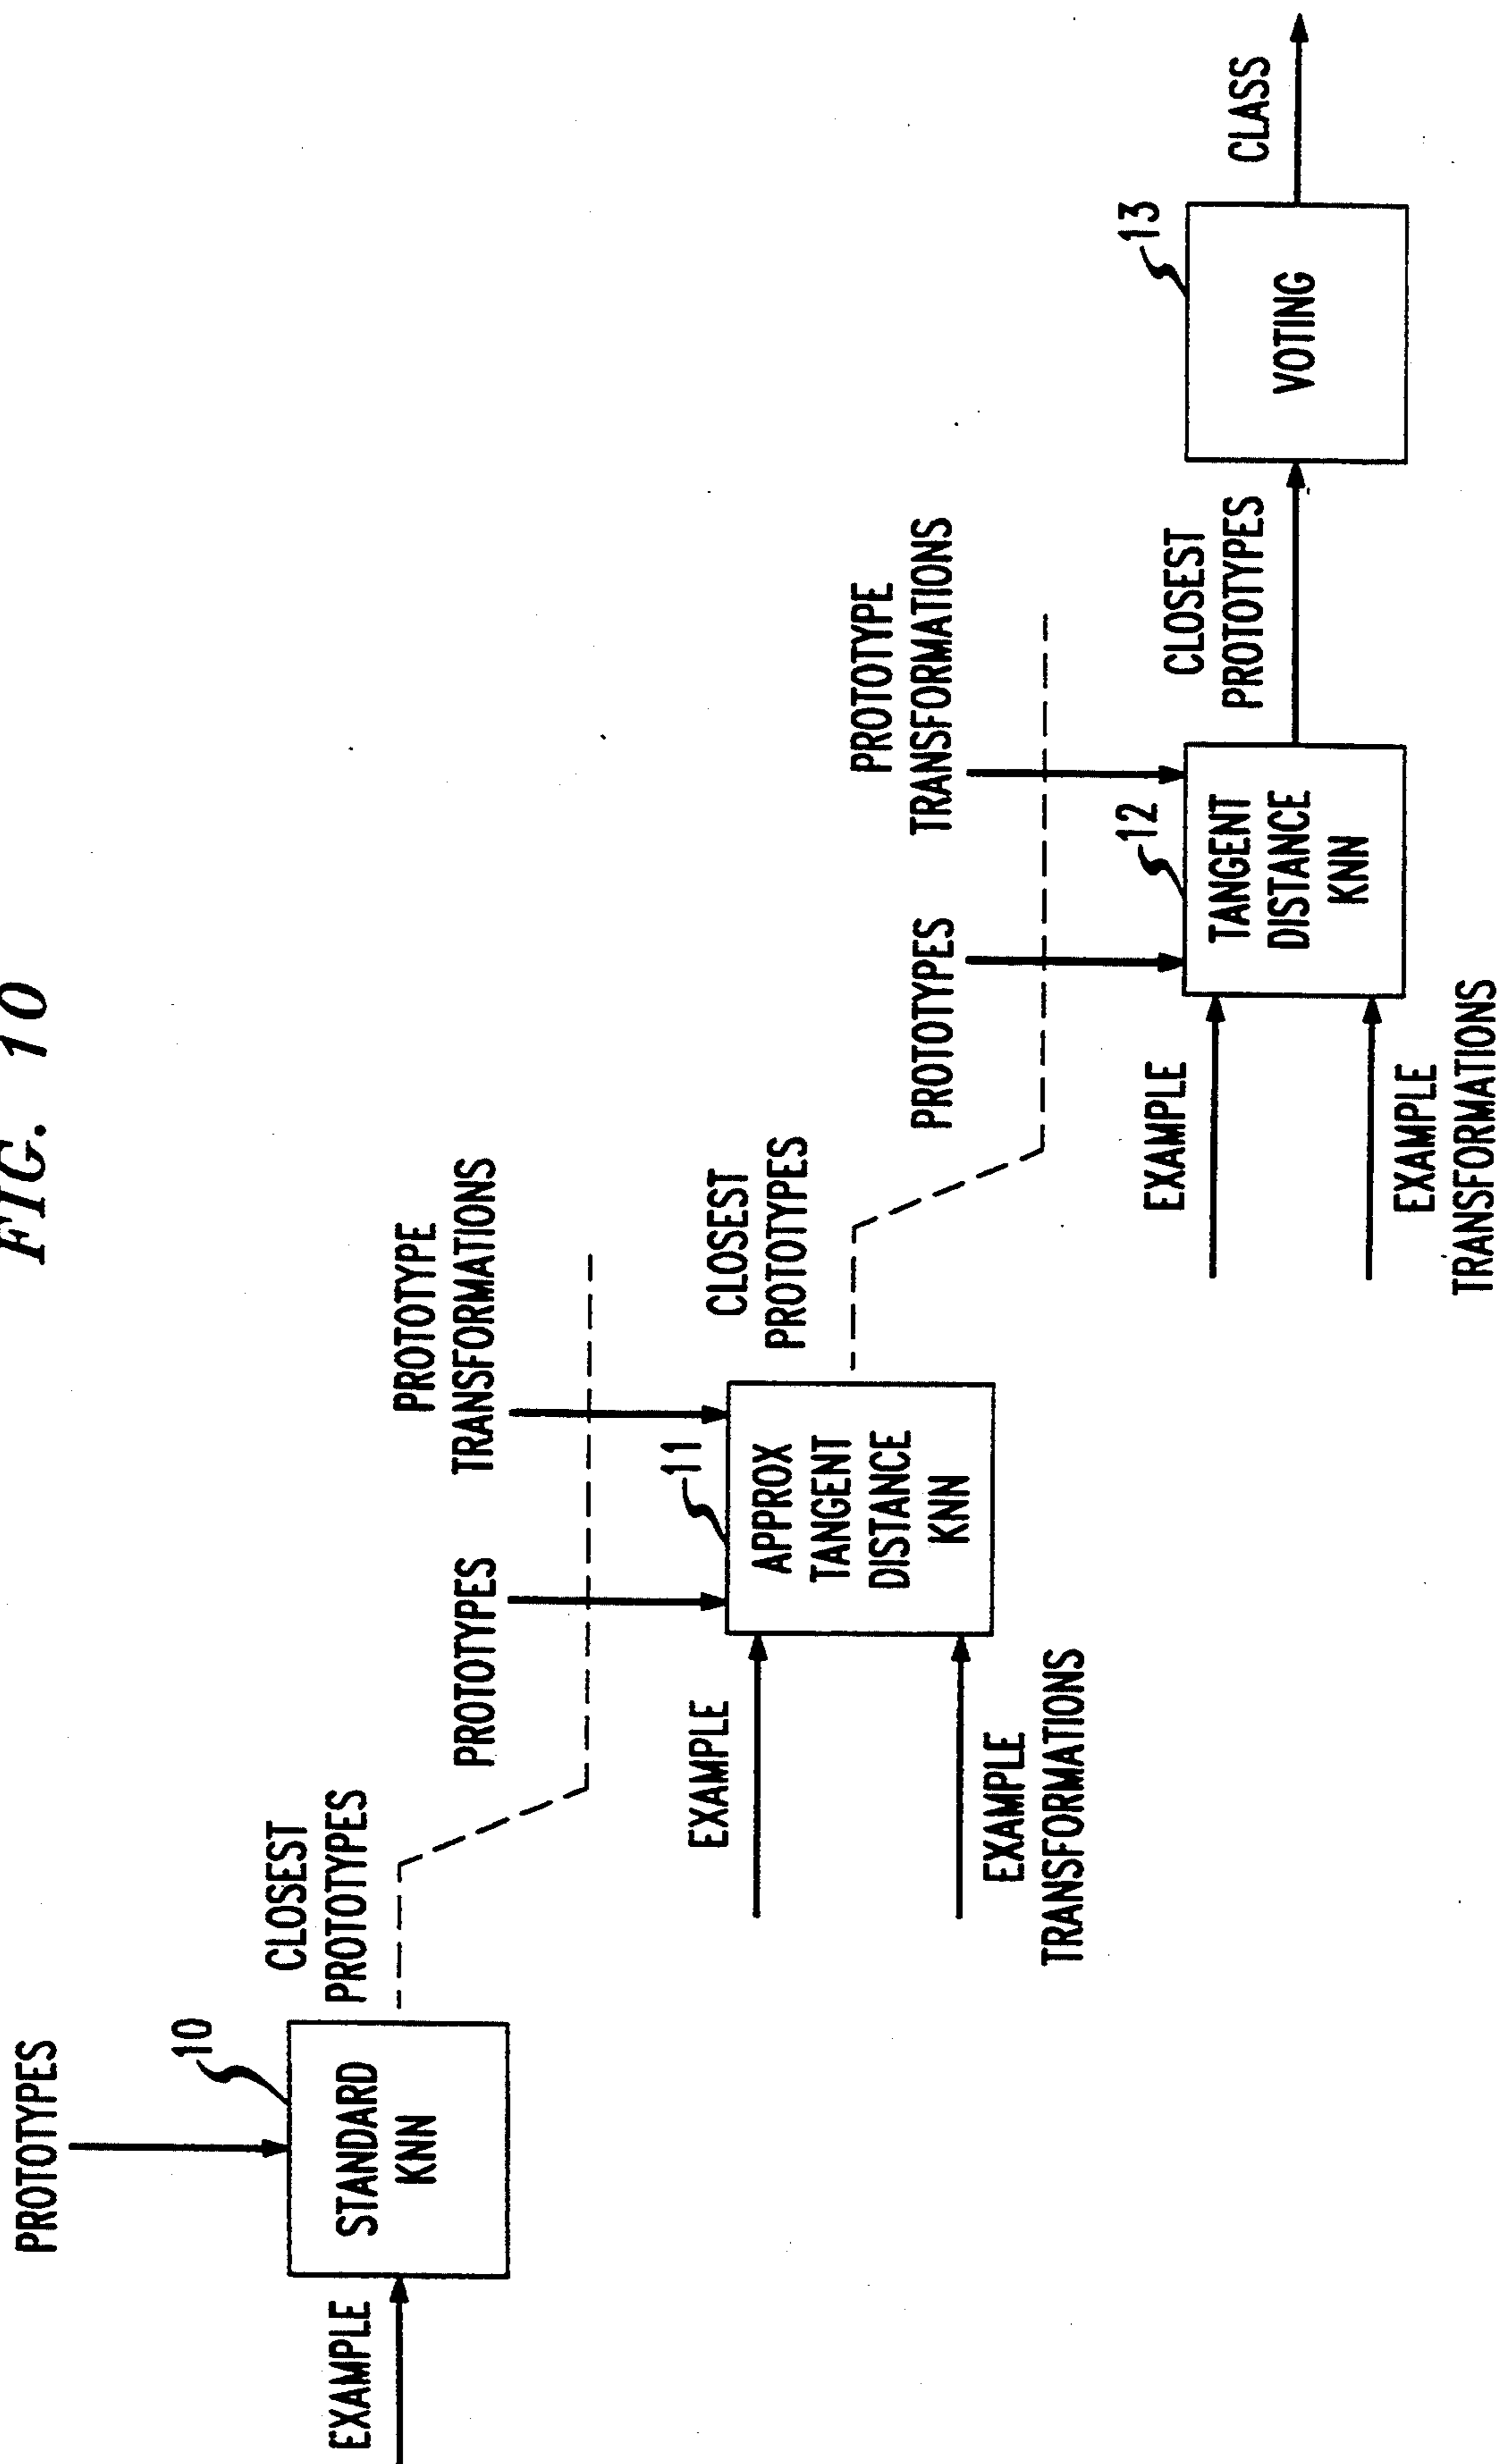 FIG. 10
PROTOTYPES
10
EXAMPLE
STANDARD
KNN
CLOSEST
PROTOTYPES
PROTOTYPES
PROTOTYPE
TRANSFORMATIONS
11
EXAMPLE
EXAMPLE
TRANSFORMATIONS
APPROX
TANGENT
DISTANCE
KNN
CLOSEST
PROTOTYPES
PROTOTYPES
PROTOTYPE
TRANSFORMATIONS
12
EXAMPLE
EXAMPLE
TRANSFORMATIONS
TANGENT
DISTANCE
KNN
CLOSEST
PROTOTYPES
13
VOTING
CLASS